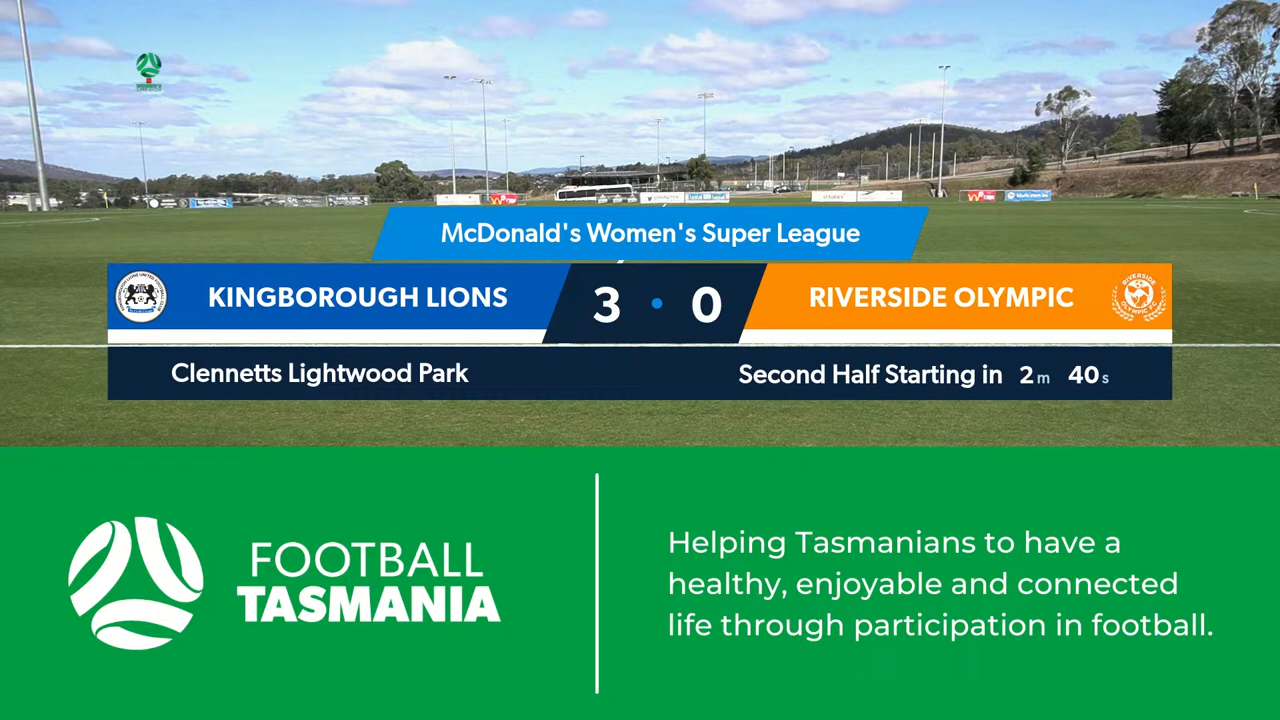 McDonald's Women's Super League
KINGBOROUGH LIONS
3 • 0
RIVERSIDE OLYMPIC
Clennetts Lightwood Park
Second Half Starting in 2m 40s
FOOTBALL
TASMANIA
Helping Tasmanians to have a
healthy, enjoyable and connected
life through participation in football.